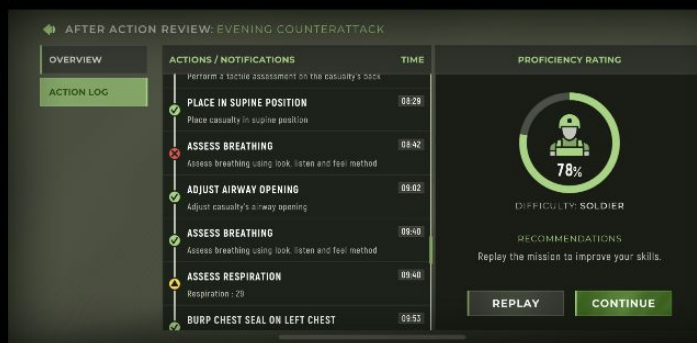 AFTER ACTION REVIEW: EVENING COUNTERATTACK
OVERVIEW
ACTION LOG
ACTIONS / NOTIFICATIONS TIME
Perform a tactile assessment on the casualty's back
PLACE IN SUPINE POSITION 08:29
Place casualty in supine position
ASSESS BREATHING 08:42
Assess breathing using look, listen and feel method
ADJUST AIRWAY OPENING 09:02
Adjust casualty's airway opening
ASSESS BREATHING 09:40
Assess breathing using look, listen and feel method
ASSESS RESPIRATION 09:40
Respiration : 29
BURP CHEST SEAL ON LEFT CHEST 09:53
PROFICIENCY RATING
78%
DIFFICULTY: SOLDIER
RECOMMENDATIONS
Replay the mission to improve your skills.
REPLAY CONTINUE